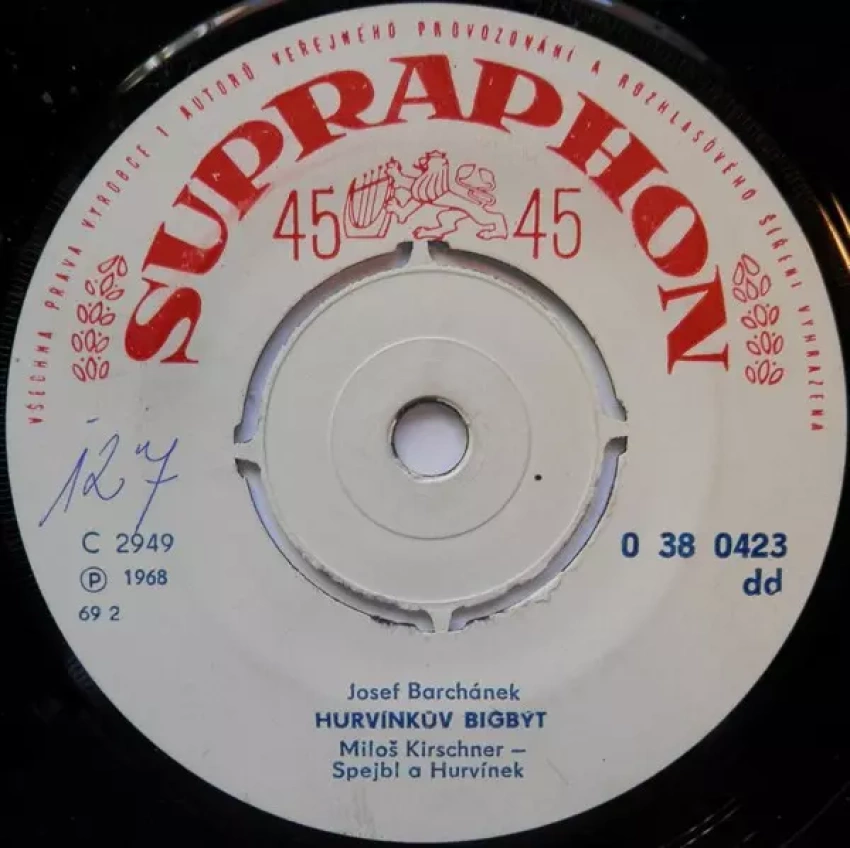 VŠECHNA PRÁVA VÝROBCE I AUTORŮ VEŘEJNÉHO PROVOZOVÁNÍ A ROZHLASOVÉHO ŠÍŘENÍ VYHRAZENA
SUPRAPHON
45 45
127
C 2949
Ⓟ 1968
69 2
0 38 0423
dd
Josef Barchánek
HURVÍNKŮV BIGBÝT
Miloš Kirschner –
Spejbl a Hurvínek